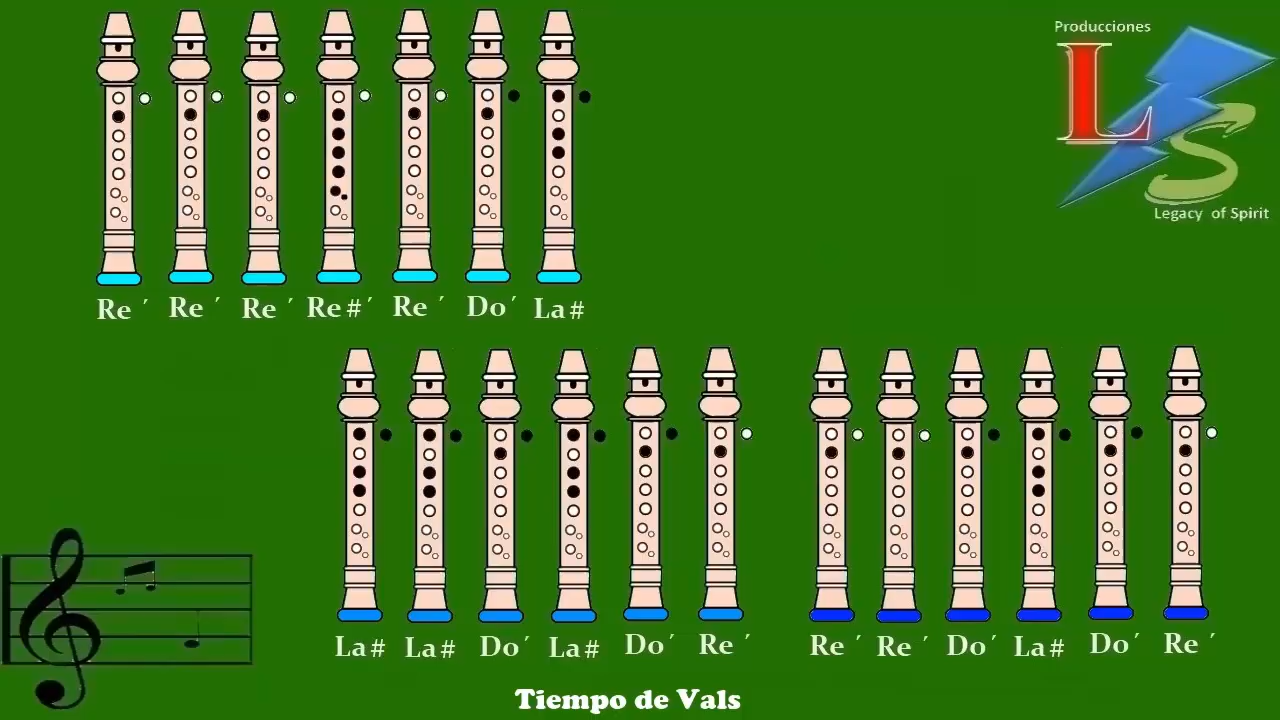 Producciones
LS
Legacy of Spirit
Re´ Re´ Re´ Re#´ Re´ Do´ La#
La# La# Do´ La# Do´ Re´ Re´ Re´ Do´ La# Do´ Re´
Tiempo de Vals